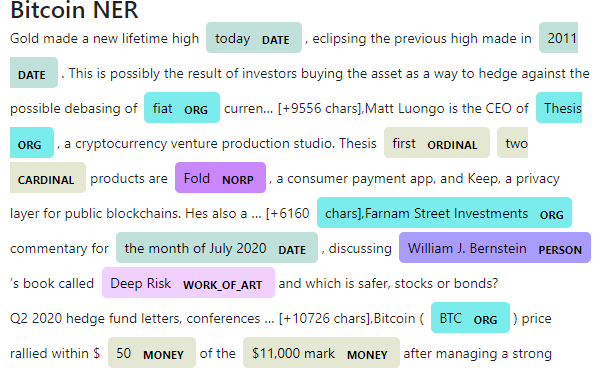 Bitcoin NER
Gold made a new lifetime high today DATE , eclipsing the previous high made in 2011
DATE . This is possibly the result of investors buying the asset as a way to hedge against the
possible debasing of fiat ORG curren... [+9556 chars],Matt Luongo is the CEO of Thesis
ORG , a cryptocurrency venture production studio. Thesis first ORDINAL two
CARDINAL products are Fold NORP , a consumer payment app, and Keep, a privacy
layer for public blockchains. Hes also a ... [+6160 chars],Farnam Street Investments ORG
commentary for the month of July 2020 DATE , discussing William J. Bernstein PERSON
's book called Deep Risk WORK_OF_ART and which is safer, stocks or bonds?
Q2 2020 hedge fund letters, conferences ... [+10726 chars],Bitcoin ( BTC ORG ) price
rallied within $ 50 MONEY of the $11,000 mark MONEY after managing a strong